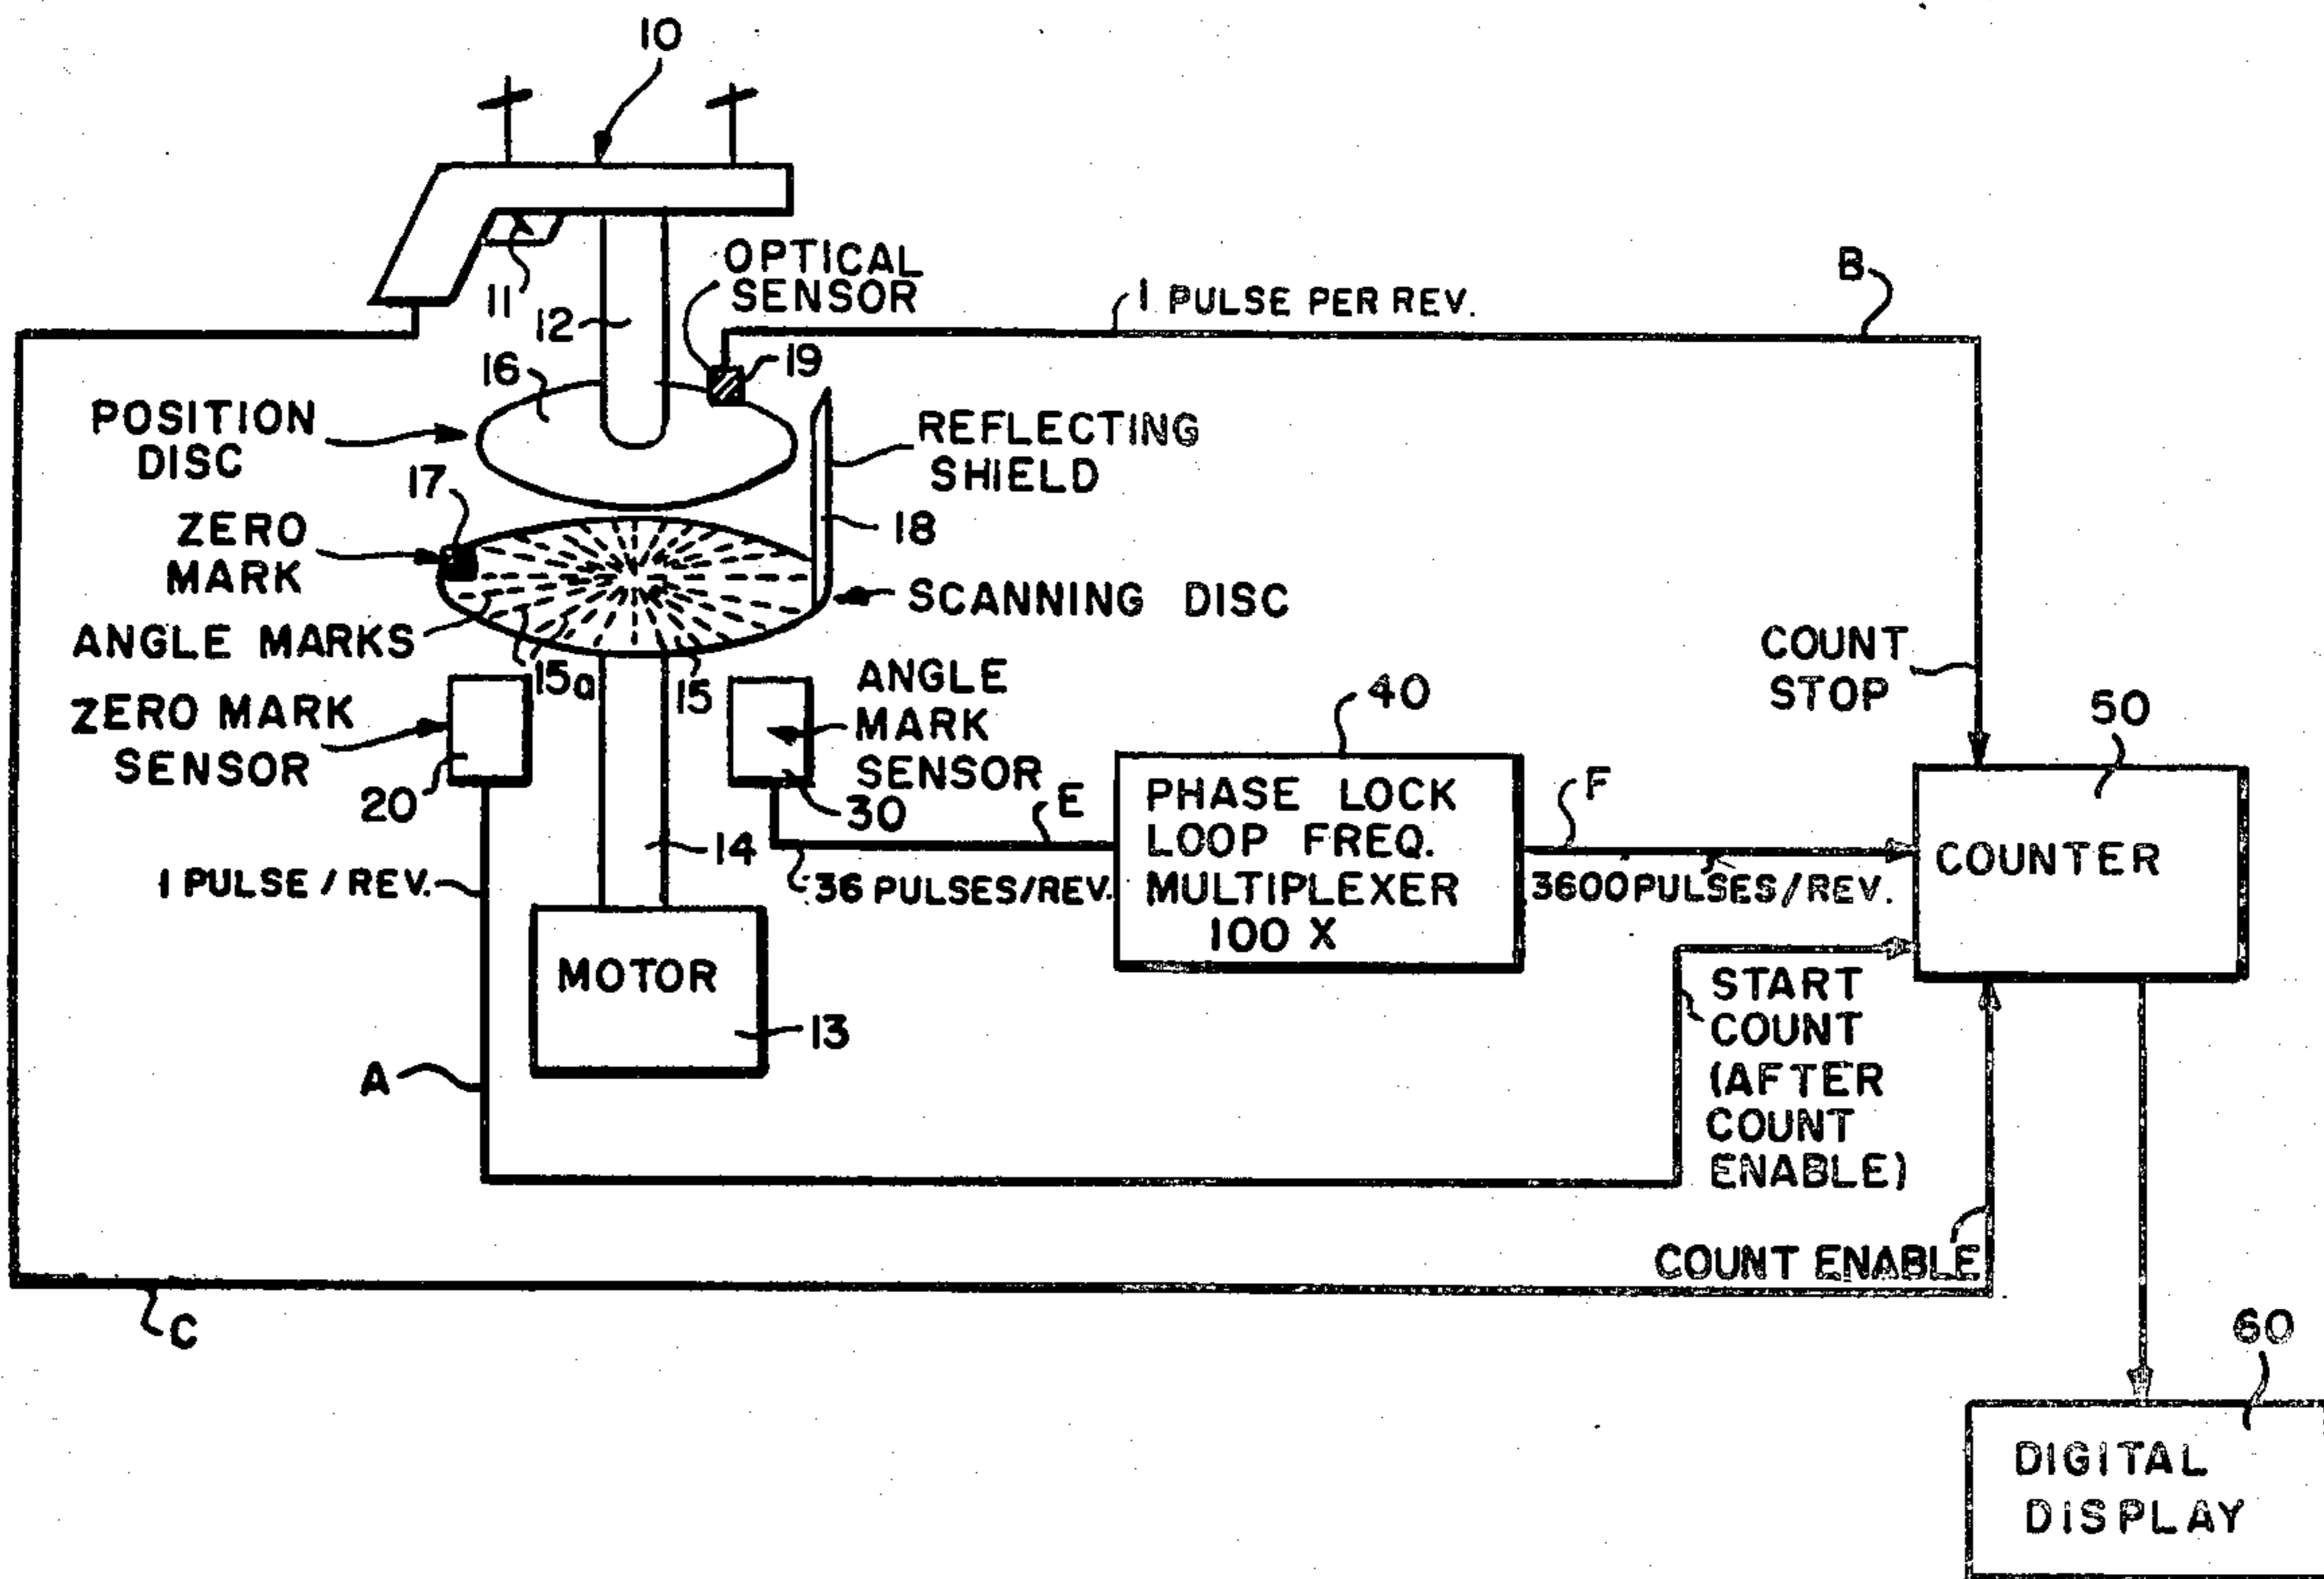 10
11
12
OPTICAL
SENSOR
1 PULSE PER REV.
B
16
19
POSITION
DISC
REFLECTING
SHIELD
17
18
ZERO
MARK
SCANNING DISC
ANGLE MARKS
15a
15
ZERO MARK
SENSOR
20
ANGLE
MARK
SENSOR
30
E
40
PHASE LOCK
LOOP FREQ.
MULTIPLEXER
100 X
F
COUNT
STOP
50
COUNTER
14
1 PULSE / REV.
36 PULSES/REV.
3600 PULSES/REV.
MOTOR
13
A
START
COUNT
(AFTER
COUNT
ENABLE)
COUNT ENABLE
C
60
DIGITAL
DISPLAY